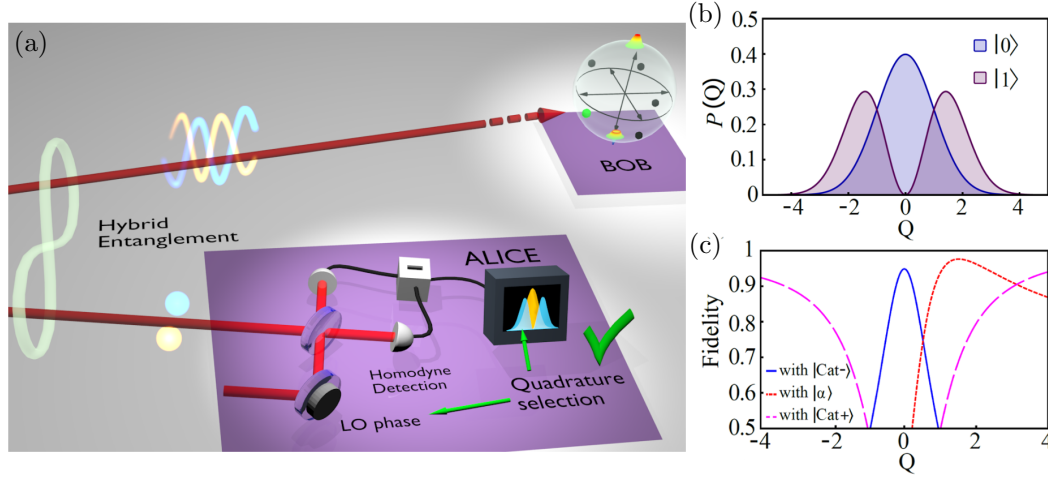 (a)
BOB
Hybrid
Entanglement
ALICE
Homodyne
Detection
Quadrature
selection
LO phase
(b)
0.5
0.4
0.3
0.2
0.1
0
P(Q)
|0⟩
|1⟩
-4 -2 0 2 4
Q
(c)
1
0.9
0.8
0.7
0.6
0.5
Fidelity
with |Cat−⟩
with |α⟩
with |Cat+⟩
-4 -2 0 2 4
Q